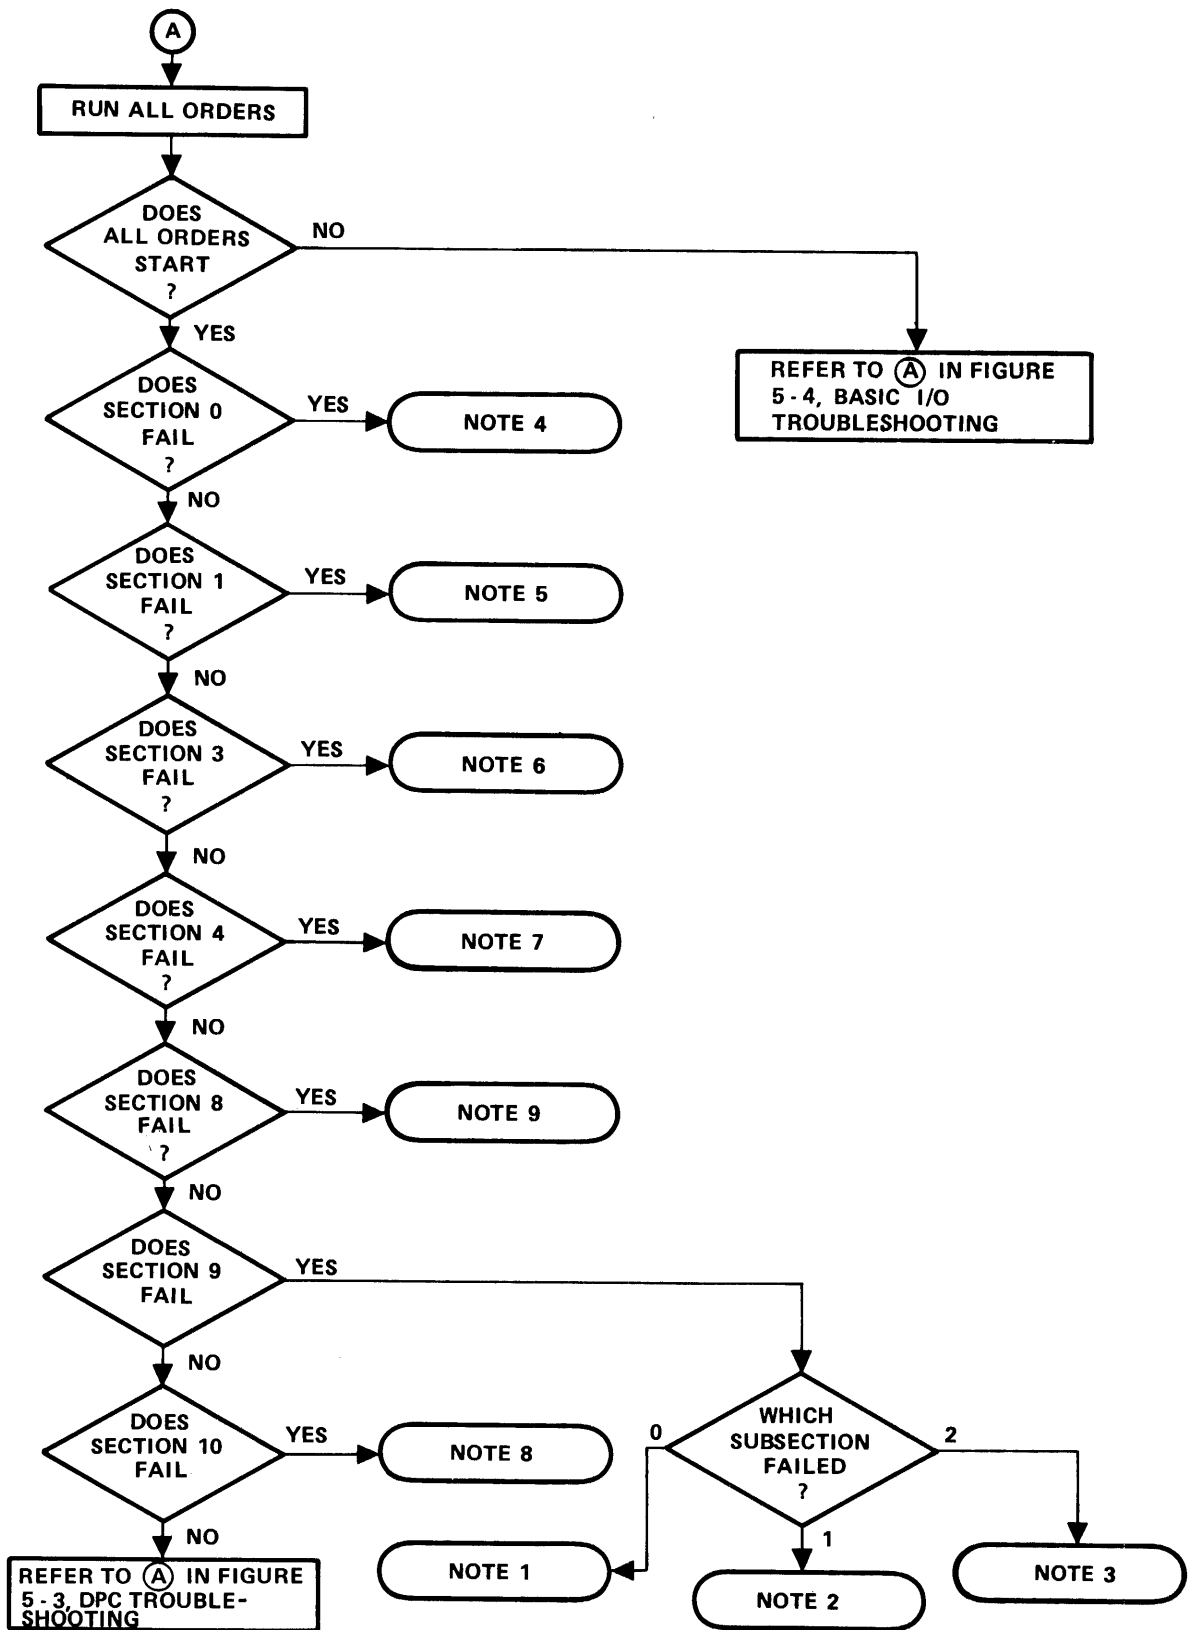 A
RUN ALL ORDERS
DOES
ALL ORDERS
START
?
NO
YES
REFER TO A IN FIGURE
5-4, BASIC I/O
TROUBLESHOOTING
DOES
SECTION 0
FAIL
?
YES
NOTE 4
NO
DOES
SECTION 1
FAIL
?
YES
NOTE 5
NO
DOES
SECTION 3
FAIL
?
YES
NOTE 6
NO
DOES
SECTION 4
FAIL
?
YES
NOTE 7
NO
DOES
SECTION 8
FAIL
?
YES
NOTE 9
NO
DOES
SECTION 9
FAIL
YES
NO
WHICH
SUBSECTION
FAILED
?
0
1
2
NOTE 1
NOTE 2
NOTE 3
DOES
SECTION 10
FAIL
YES
NOTE 8
NO
REFER TO A IN FIGURE
5-3, DPC TROUBLE-
SHOOTING